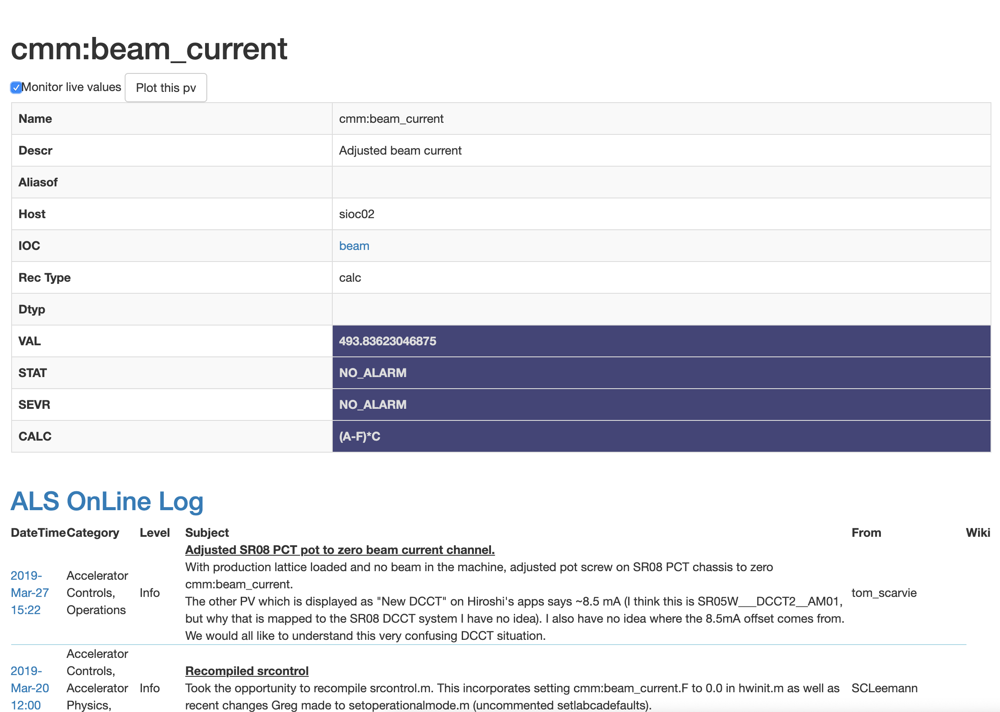 cmm:beam_current
Monitor live values Plot this pv
Name cmm:beam_current
Descr Adjusted beam current
Aliasof
Host sioc02
IOC beam
Rec Type calc
Dtyp
VAL 493.83623046875
STAT NO_ALARM
SEVR NO_ALARM
CALC (A-F)*C
ALS OnLine Log
DateTime Category Level Subject From Wiki
2019-
Mar-27
15:22
Accelerator
Controls,
Operations
Info
Adjusted SR08 PCT pot to zero beam current channel.
With production lattice loaded and no beam in the machine, adjusted pot screw on SR08 PCT chassis to zero
cmm:beam_current.
The other PV which is displayed as "New DCCT" on Hiroshi's apps says ~8.5 mA (I think this is SR05W___DCCT2__AM01,
but why that is mapped to the SR08 DCCT system I have no idea). I also have no idea where the 8.5mA offset comes from.
We would all like to understand this very confusing DCCT situation.
tom_scarvie
2019-
Mar-20
12:00
Accelerator
Controls,
Accelerator
Physics,
Info
Recompiled srcontrol
Took the opportunity to recompile srcontrol.m. This incorporates setting cmm:beam_current.F to 0.0 in hwinit.m as well as
recent changes Greg made to setoperationalmode.m (uncommented setlabcadefaults).
SCLeemann